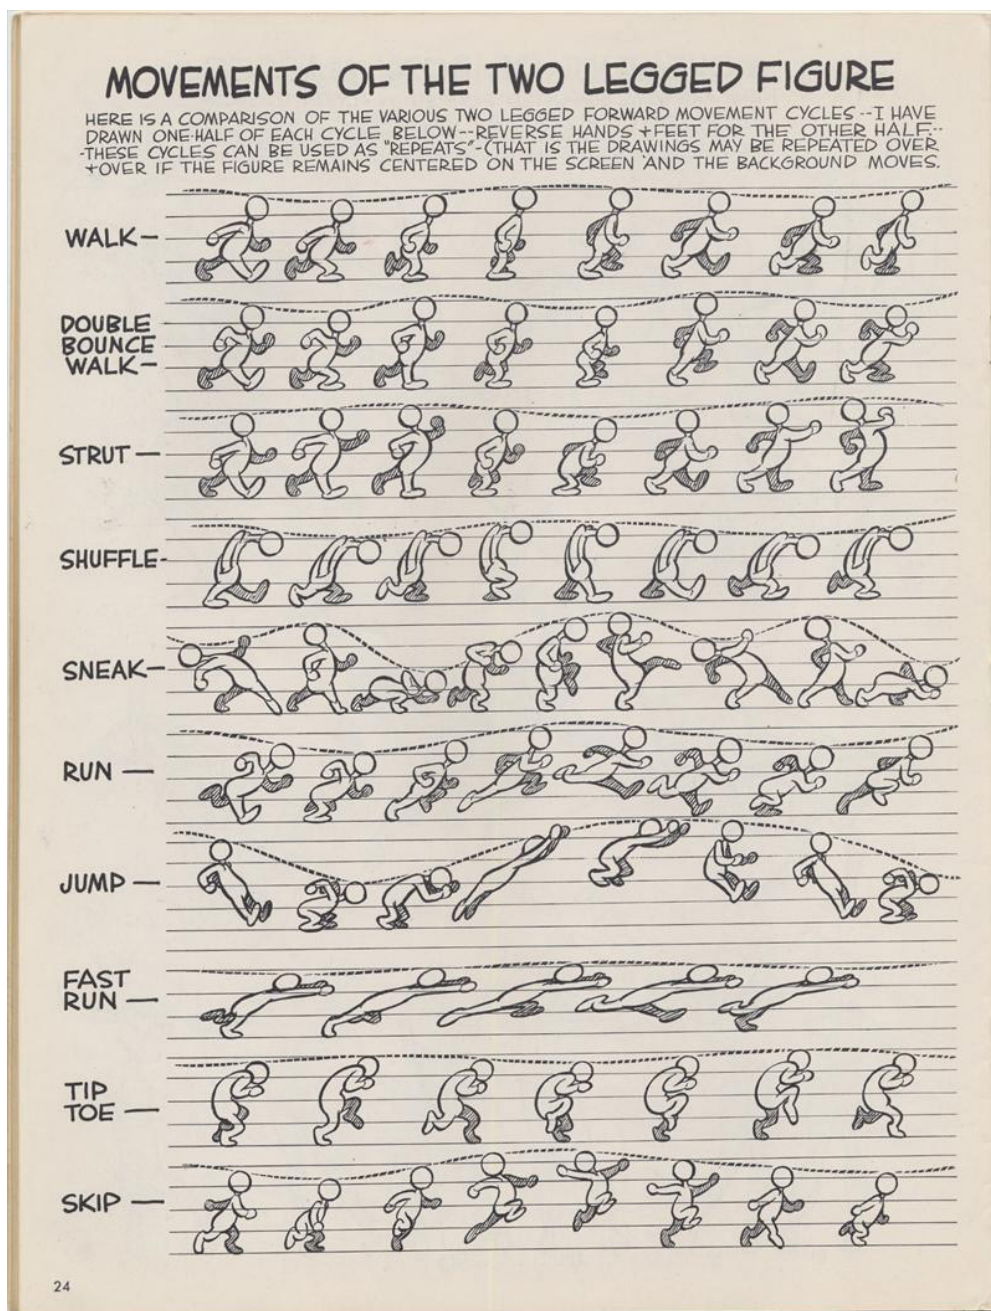 MOVEMENTS OF THE TWO LEGGED FIGURE
HERE IS A COMPARISON OF THE VARIOUS TWO LEGGED FORWARD MOVEMENT CYCLES--I HAVE
DRAWN ONE-HALF OF EACH CYCLE BELOW--REVERSE HANDS + FEET FOR THE OTHER HALF--
-THESE CYCLES CAN BE USED AS "REPEATS"-(THAT IS THE DRAWINGS MAY BE REPEATED OVER
+ OVER IF THE FIGURE REMAINS CENTERED ON THE SCREEN AND THE BACKGROUND MOVES.
WALK—
DOUBLE
BOUNCE
WALK—
STRUT—
SHUFFLE-
SNEAK—
RUN—
JUMP—
FAST
RUN—
TIP
TOE—
SKIP—
24